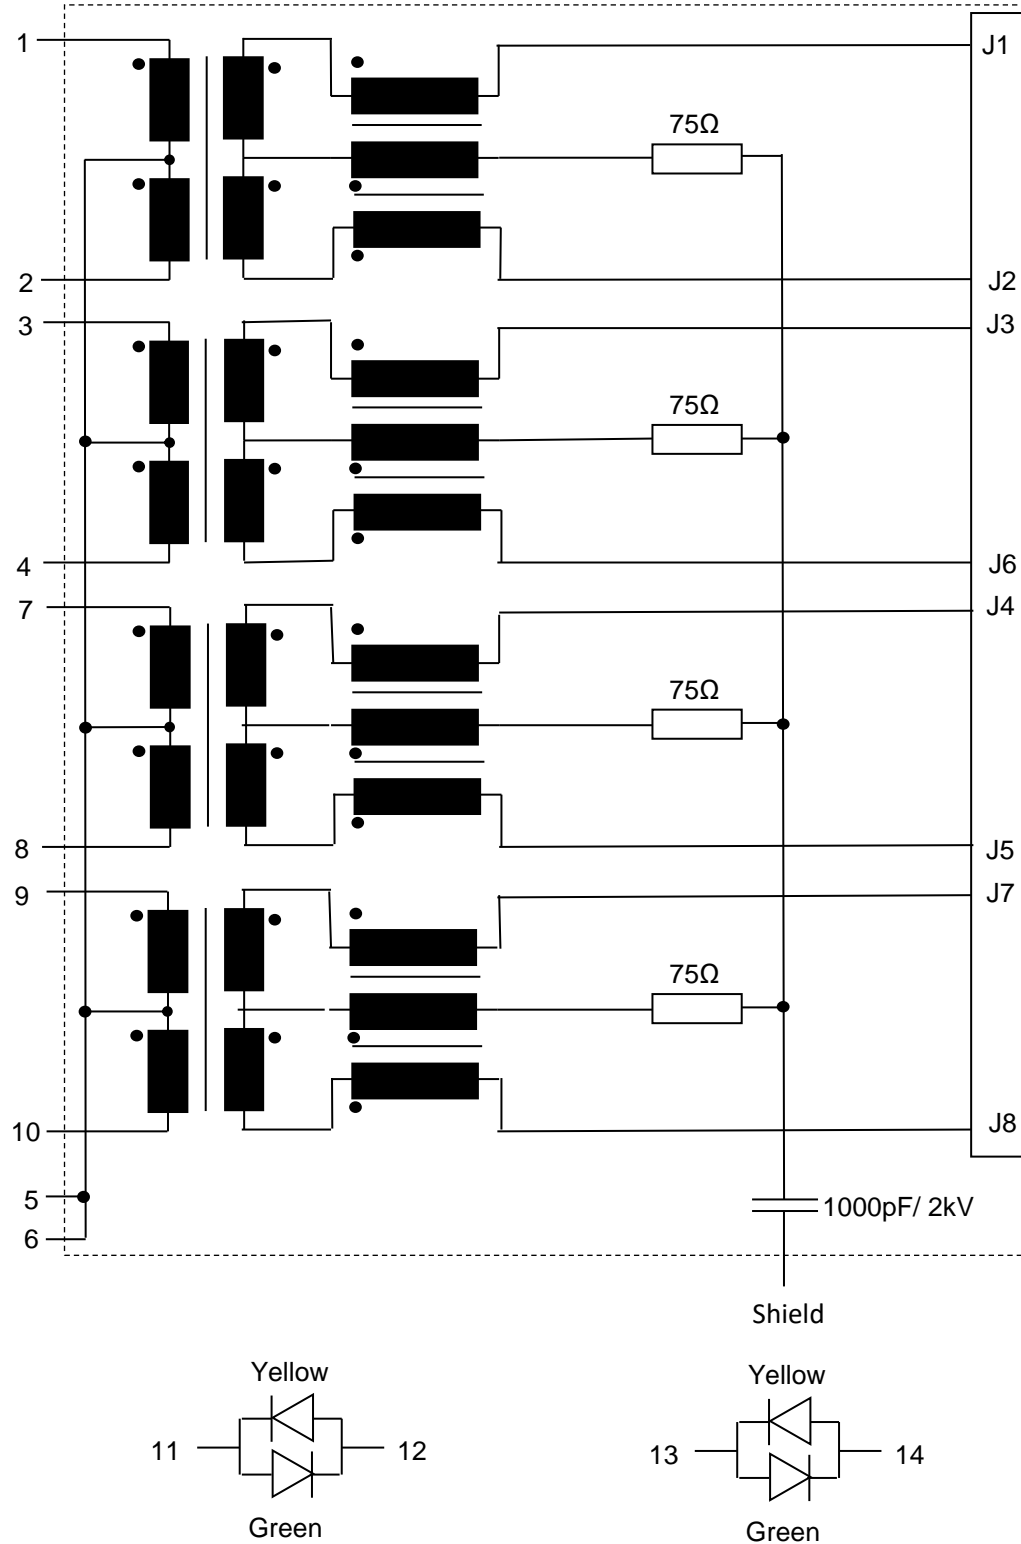 1
J1
75Ω
2
J2
3
J3
75Ω
4
J6
7
J4
75Ω
8
J5
9
J7
75Ω
10
J8
5
1000pF/ 2kV
6
Shield
Yellow
Yellow
11
12
13
14
Green
Green